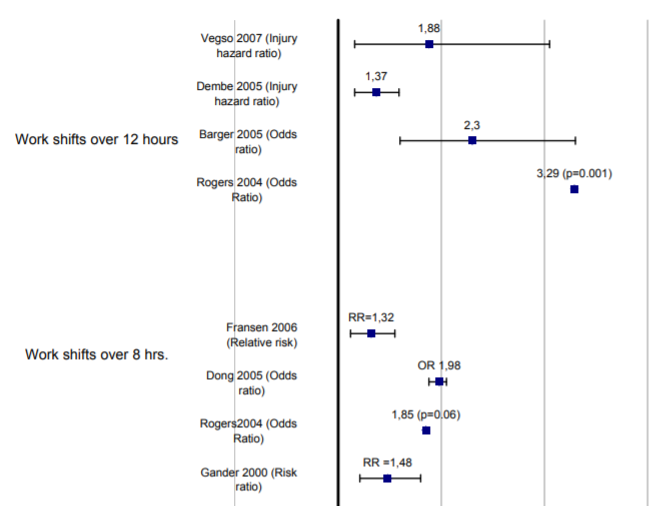 1,88
Vegso 2007 (Injury
hazard ratio)
1,37
Dembe 2005 (Injury
hazard ratio)
Work shifts over 12 hours
Barger 2005 (Odds
ratio)
2,3
3,29 (p=0.001)
Rogers 2004 (Odds
Ratio)
RR=1,32
Fransen 2006
(Relative risk)
Work shifts over 8 hrs.
OR 1,98
Dong 2005 (Odds
ratio)
1,85 (p=0.06)
Rogers2004 (Odds
Ratio)
RR =1,48
Gander 2000 (Risk
ratio)